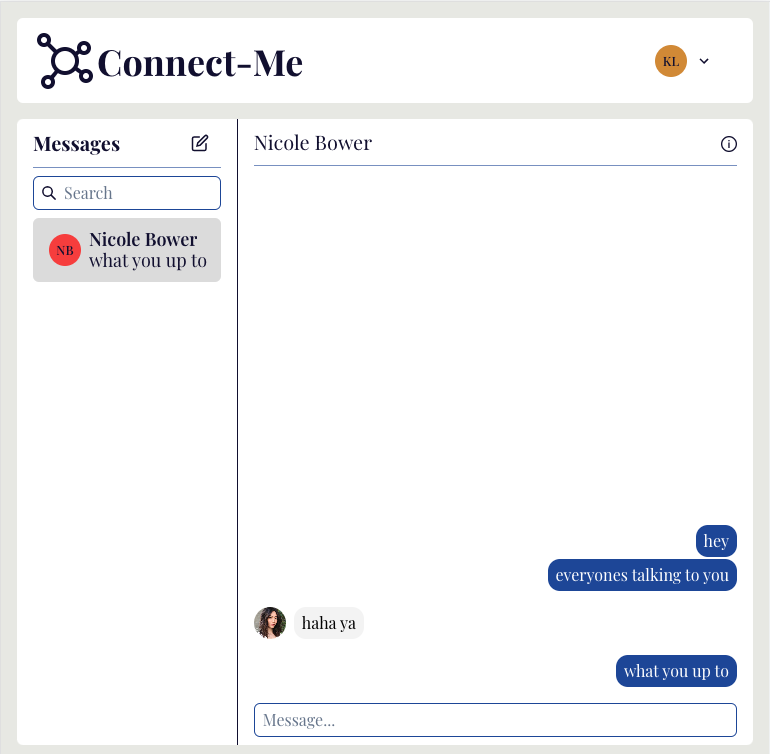 Connect-Me
KL
Messages
Search
NB
Nicole Bower
what you up to
Nicole Bower
hey
everyones talking to you
haha ya
what you up to
Message...